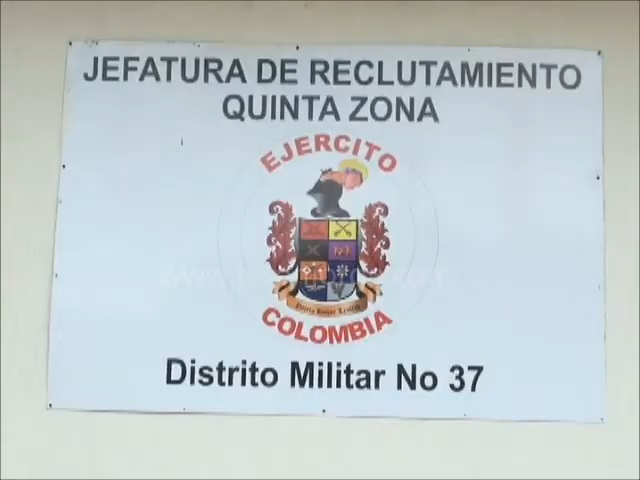 JEFATURA DE RECLUTAMIENTO
QUINTA ZONA
EJERCITO
COLOMBIA
Distrito Militar No 37